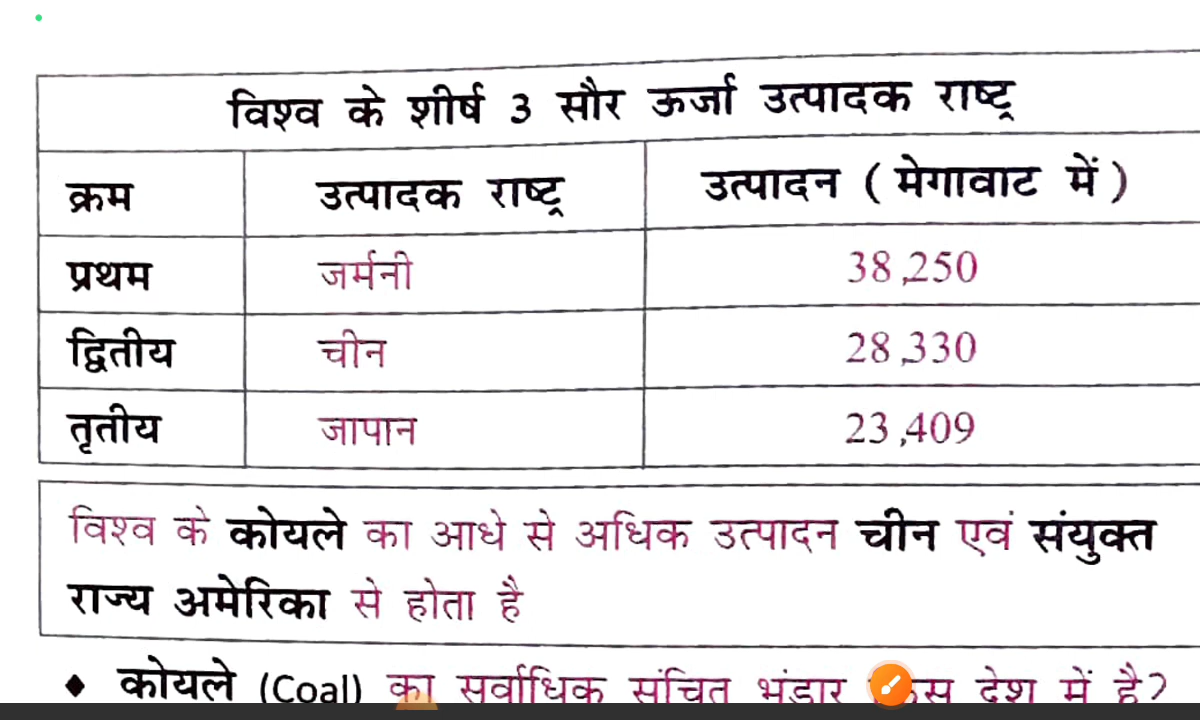 विश्व के शीर्ष 3 सौर ऊर्जा उत्पादक राष्ट्र
क्रम उत्पादक राष्ट्र उत्पादन ( मेगावाट में )
प्रथम जर्मनी 38,250
द्वितीय चीन 28,330
तृतीय जापान 23,409
विश्व के कोयले का आधे से अधिक उत्पादन चीन एवं संयुक्त
राज्य अमेरिका से होता है
♦ कोयले (Coal) का सर्वाधिक संचित भंडार देश में है?